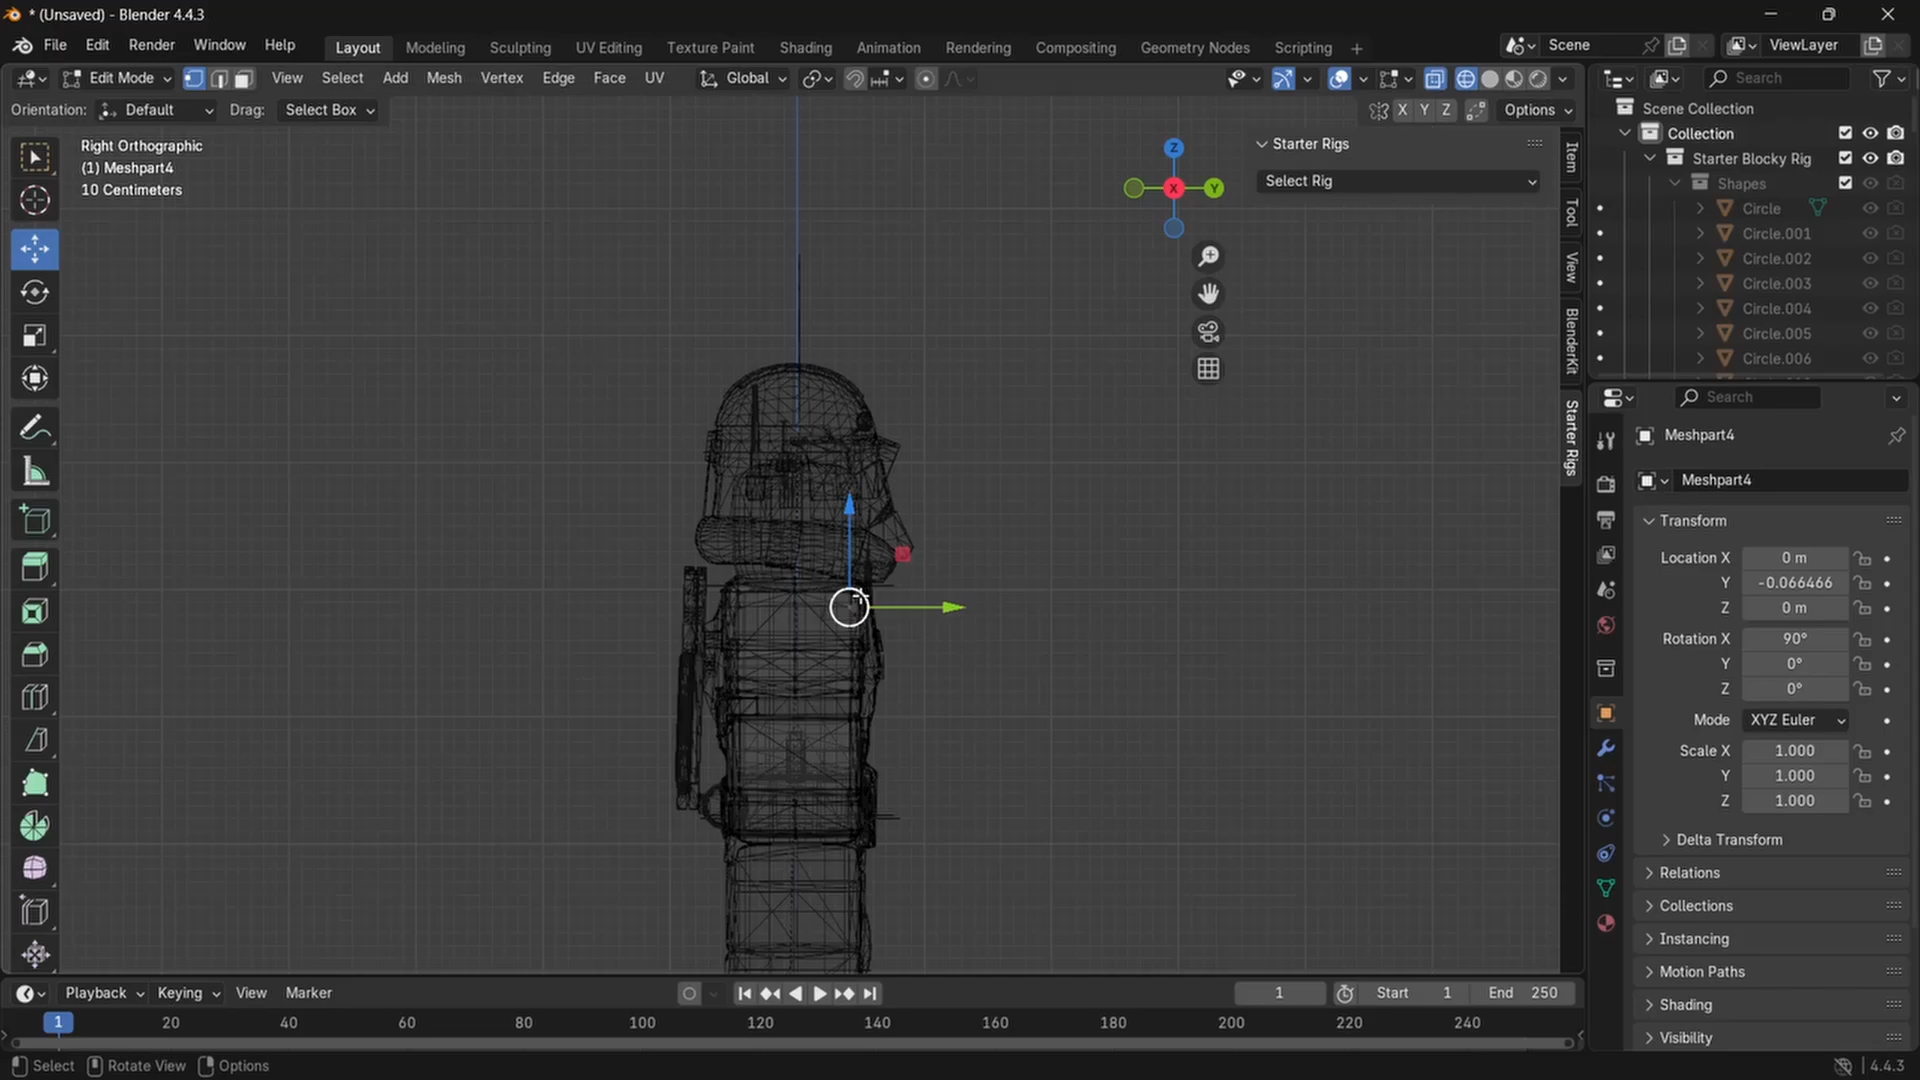 * (Unsaved) - Blender 4.4.3
File Edit Render Window Help Layout Modeling Sculpting UV Editing Texture Paint Shading Animation Rendering Compositing Geometry Nodes Scripting + Scene ViewLayer
Edit Mode View Select Add Mesh Vertex Edge Face UV Global Search
Orientation: Default Drag: Select Box X Y Z Options
Right Orthographic
(1) Meshpart4
10 Centimeters
Z
X
Y
Starter Rigs
Select Rig
Item
Tool
View
BlenderKit
Starter Rigs
Scene Collection
Collection
Starter Blocky Rig
Shapes
Circle
Circle.001
Circle.002
Circle.003
Circle.004
Circle.005
Circle.006
Search
Meshpart4
Meshpart4
Transform
Location X 0 m
Y -0.066466
Z 0 m
Rotation X 90°
Y 0°
Z 0°
Mode XYZ Euler
Scale X 1.000
Y 1.000
Z 1.000
Delta Transform
Relations
Collections
Instancing
Motion Paths
Shading
Visibility
Playback Keying View Marker 1 Start 1 End 250
1 20 40 60 80 100 120 140 160 180 200 220 240
Select Rotate View Options 4.4.3